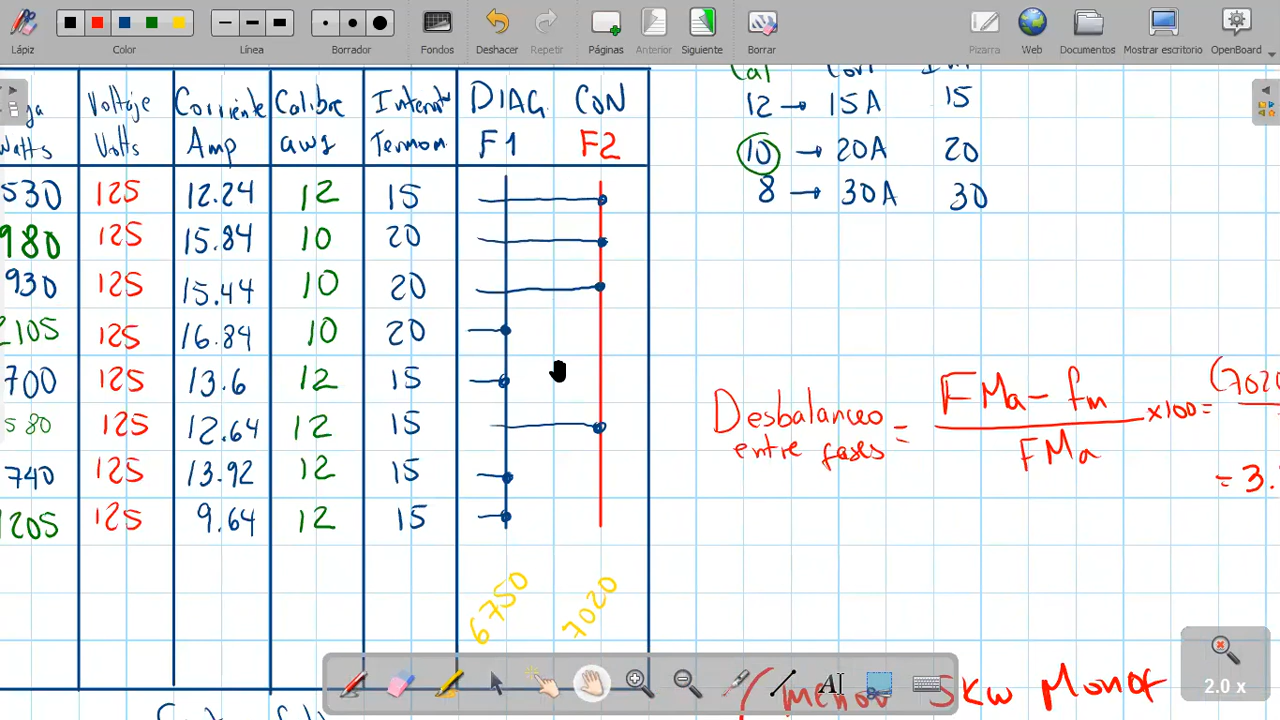 Lápiz Color Línea Borrador Fondos Deshacer Repetir Páginas Anterior Siguiente Borrar Pizarra Web Documentos Mostrar escritorio OpenBoard
Voltaje Corriente Calibre DIAG. CON
Watts Volts Amp awg Termom. F1 F2
530 125 12.24 12 15
980 125 15.84 10 20
930 125 15.44 10 20
2105 125 16.84 10 20
700 125 13.6 12 15
580 125 12.64 12 15
740 125 13.92 12 15
1205 125 9.64 12 15
6750 7020
Cal
12 → 15A 15
10 → 20A 20
8 → 30A 30
Desbalanceo entre fases = FMa - fm / FMa x100 = (7020
= 3.
(menor 5kw Monof
2.0 x